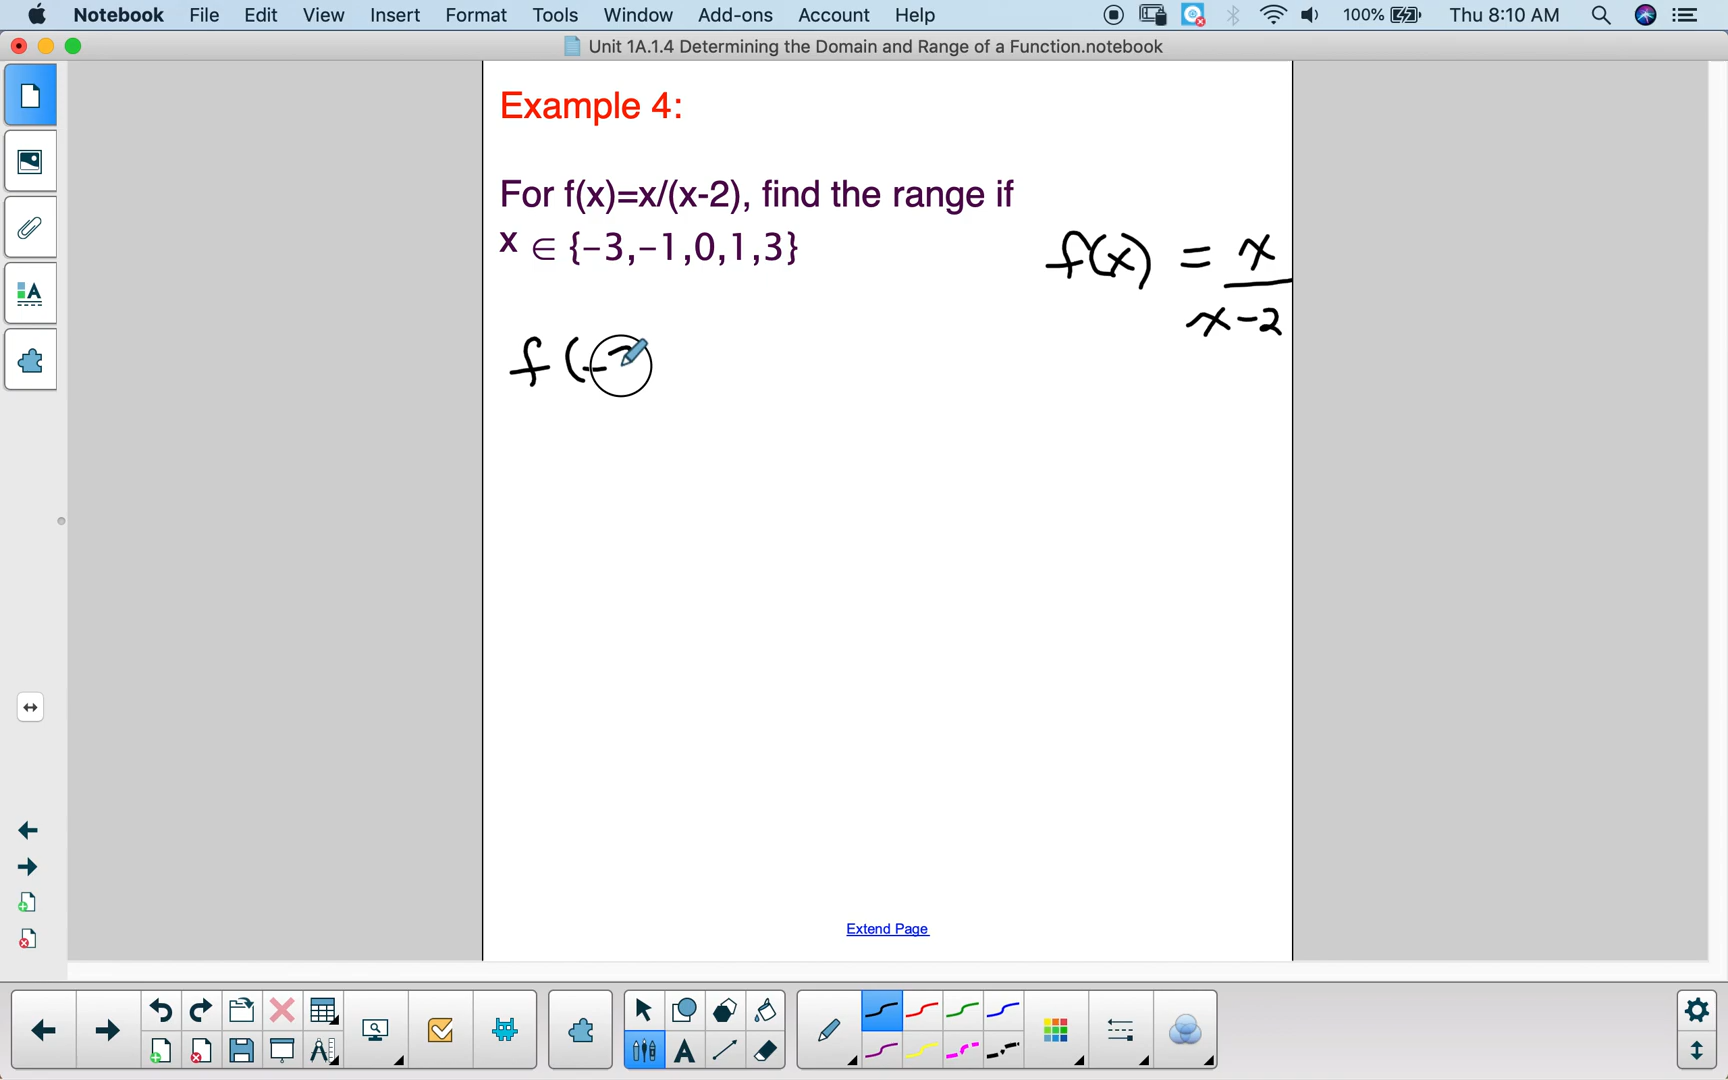 Notebook File Edit View Insert Format Tools Window Add-ons Account Help 100% Thu 8:10 AM
Unit 1A.1.4 Determining the Domain and Range of a Function.notebook
Example 4:
For f(x)=x/(x-2), find the range if
x ∈ {-3,-1,0,1,3}
f(x) = x
x-2
f(-
Extend Page
A
A